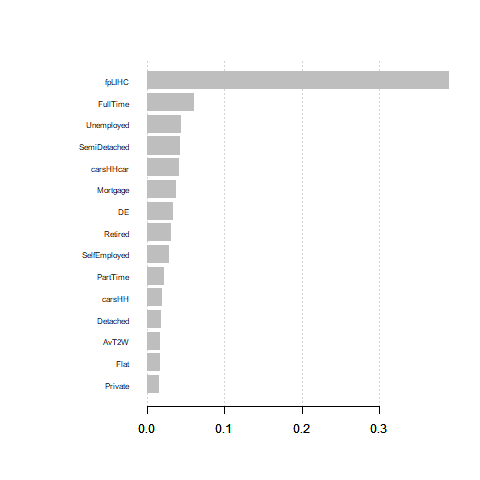 fpLIHC
FullTime
Unemployed
SemiDetached
carsHHcar
Mortgage
DE
Retired
SelfEmployed
PartTime
carsHH
Detached
AvT2W
Flat
Private
0.0 0.1 0.2 0.3